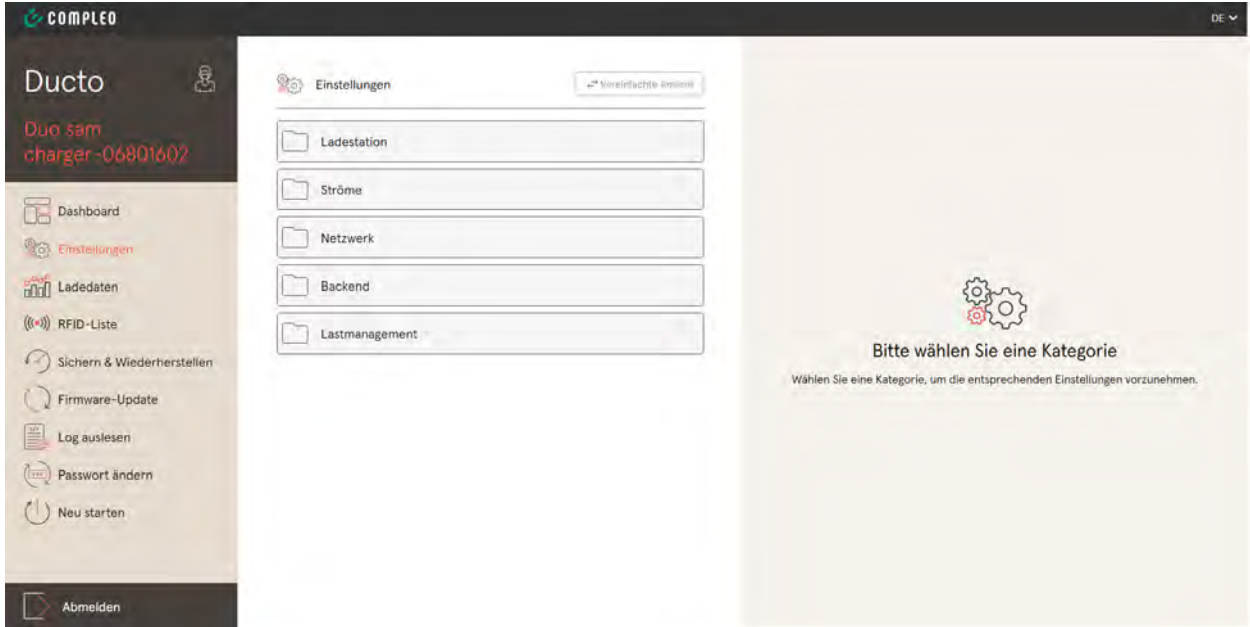 COMPLEO
DE
Ducto
Duo sam
charger-06801602
Dashboard
Einstellungen
Ladedaten
RFID-Liste
Sichern & Wiederherstellen
Firmware-Update
Log auslesen
Passwort ändern
Neu starten
Abmelden
Einstellungen
Vereinfachte Ansicht
Ladestation
Ströme
Netzwerk
Backend
Lastmanagement
Bitte wählen Sie eine Kategorie
Wählen Sie eine Kategorie, um die entsprechenden Einstellungen vorzunehmen.